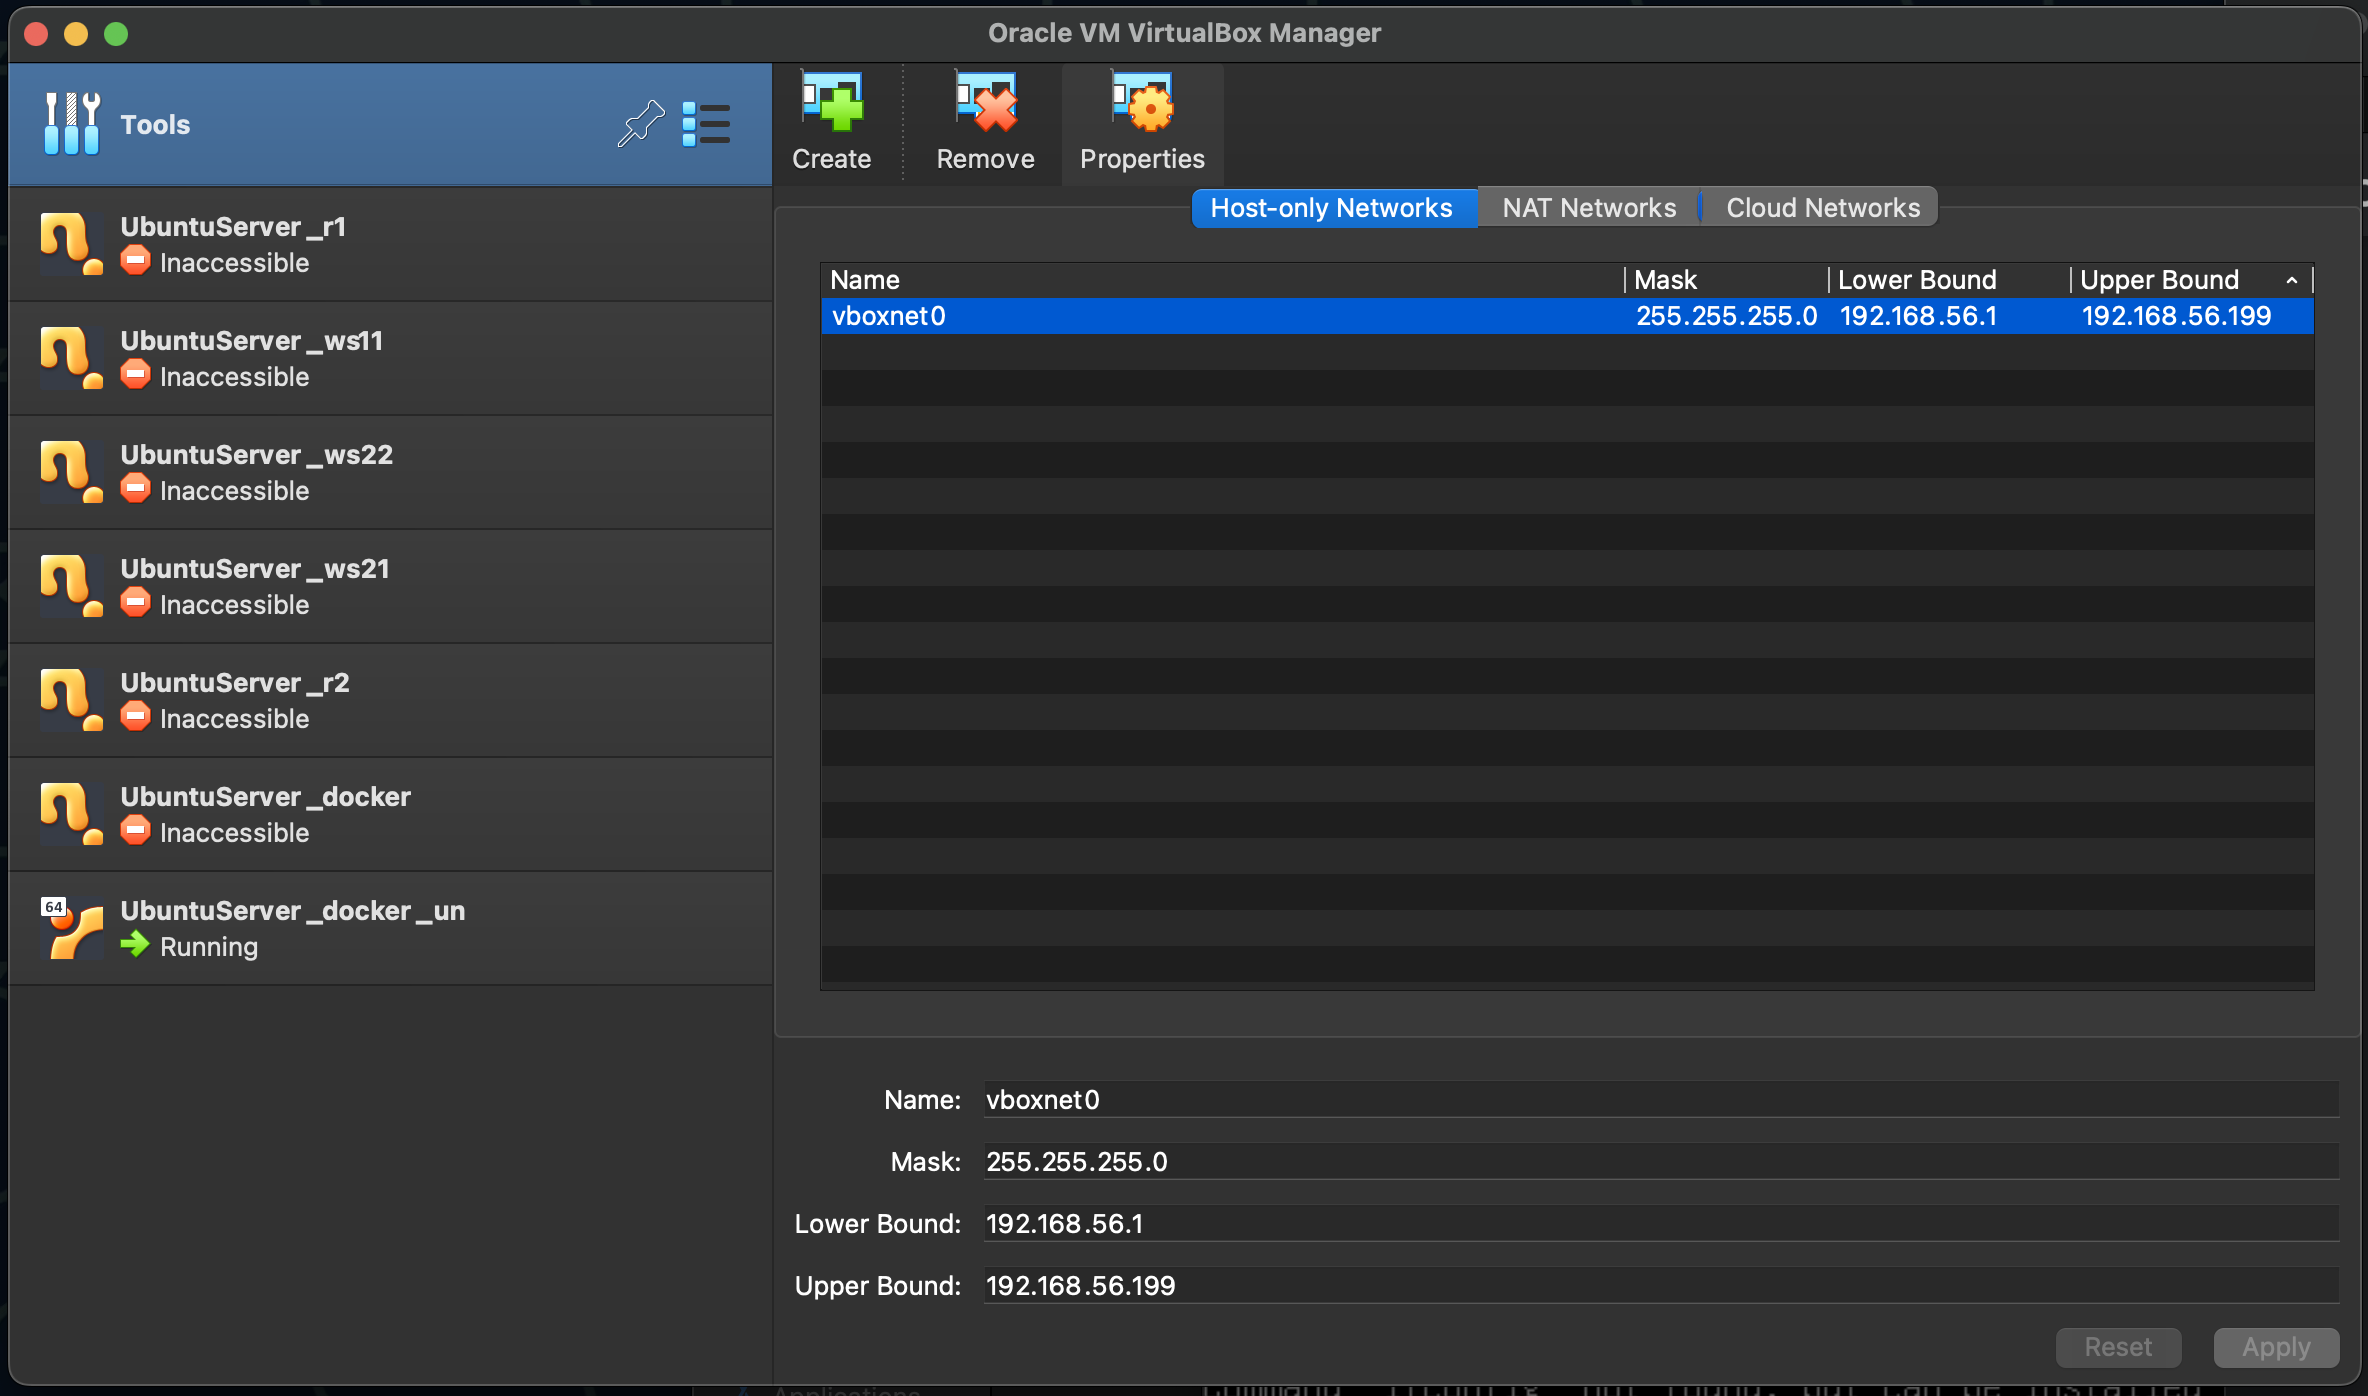 Oracle VM VirtualBox Manager
Tools
Create
Remove
Properties
UbuntuServer_r1
Inaccessible
UbuntuServer_ws11
Inaccessible
UbuntuServer_ws22
Inaccessible
UbuntuServer_ws21
Inaccessible
UbuntuServer_r2
Inaccessible
UbuntuServer_docker
Inaccessible
64
UbuntuServer_docker_un
Running
Host-only Networks NAT Networks Cloud Networks
Name Mask Lower Bound Upper Bound
vboxnet0 255.255.255.0 192.168.56.1 192.168.56.199
Name: vboxnet0
Mask: 255.255.255.0
Lower Bound: 192.168.56.1
Upper Bound: 192.168.56.199
Reset Apply
Applications